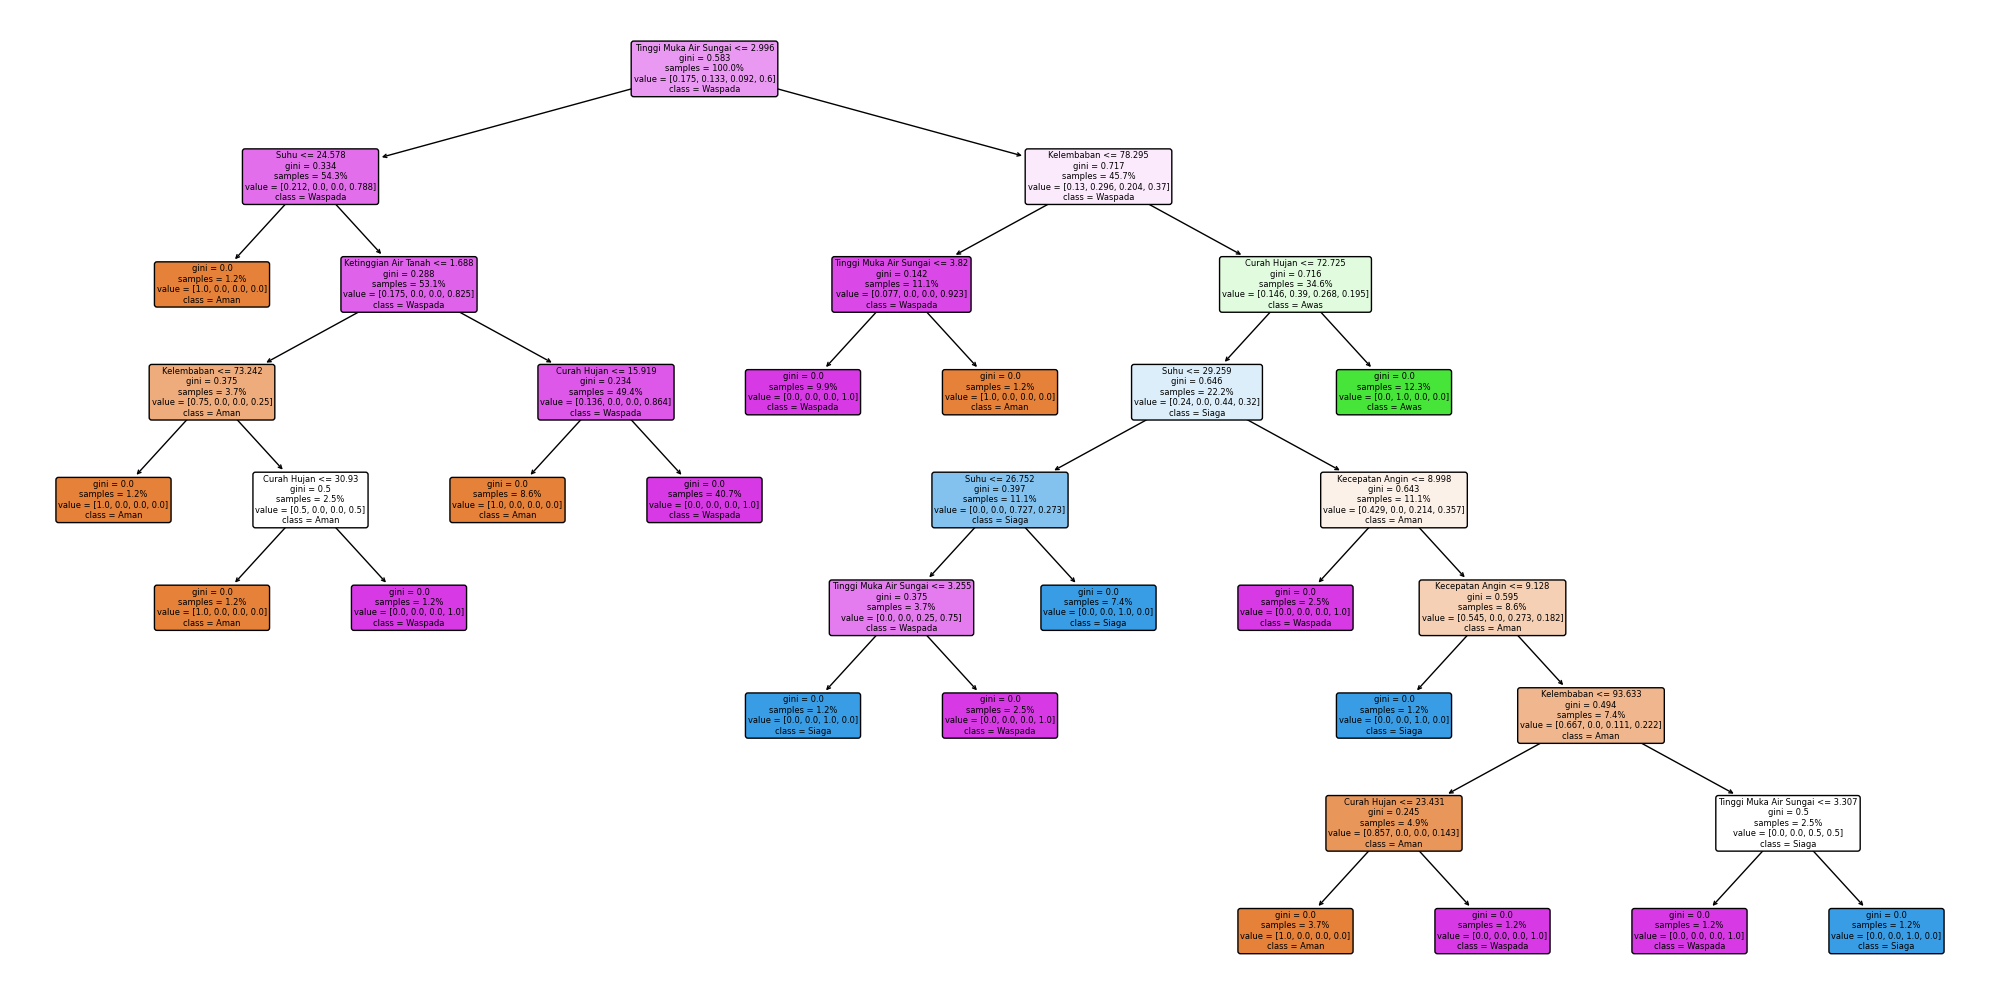 Tinggi Muka Air Sungai <= 2.996
gini = 0.583
samples = 100.0%
value = [0.175, 0.133, 0.092, 0.6]
class = Waspada
Suhu <= 24.578
gini = 0.334
samples = 54.3%
value = [0.212, 0.0, 0.0, 0.788]
class = Waspada
Kelembaban <= 78.295
gini = 0.717
samples = 45.7%
value = [0.13, 0.296, 0.204, 0.37]
class = Waspada
gini = 0.0
samples = 1.2%
value = [1.0, 0.0, 0.0, 0.0]
class = Aman
Ketinggian Air Tanah <= 1.688
gini = 0.288
samples = 53.1%
value = [0.175, 0.0, 0.0, 0.825]
class = Waspada
Tinggi Muka Air Sungai <= 3.82
gini = 0.142
samples = 11.1%
value = [0.077, 0.0, 0.0, 0.923]
class = Waspada
Curah Hujan <= 72.725
gini = 0.716
samples = 34.6%
value = [0.146, 0.39, 0.268, 0.195]
class = Awas
Kelembaban <= 73.242
gini = 0.375
samples = 3.7%
value = [0.75, 0.0, 0.0, 0.25]
class = Aman
Curah Hujan <= 15.919
gini = 0.234
samples = 49.4%
value = [0.136, 0.0, 0.0, 0.864]
class = Waspada
gini = 0.0
samples = 9.9%
value = [0.0, 0.0, 0.0, 1.0]
class = Waspada
gini = 0.0
samples = 1.2%
value = [1.0, 0.0, 0.0, 0.0]
class = Aman
Suhu <= 29.259
gini = 0.646
samples = 22.2%
value = [0.24, 0.0, 0.44, 0.32]
class = Siaga
gini = 0.0
samples = 12.3%
value = [0.0, 1.0, 0.0, 0.0]
class = Awas
gini = 0.0
samples = 1.2%
value = [1.0, 0.0, 0.0, 0.0]
class = Aman
Curah Hujan <= 30.93
gini = 0.5
samples = 2.5%
value = [0.5, 0.0, 0.0, 0.5]
class = Aman
gini = 0.0
samples = 8.6%
value = [1.0, 0.0, 0.0, 0.0]
class = Aman
gini = 0.0
samples = 40.7%
value = [0.0, 0.0, 0.0, 1.0]
class = Waspada
Suhu <= 26.752
gini = 0.397
samples = 11.1%
value = [0.0, 0.0, 0.727, 0.273]
class = Siaga
Kecepatan Angin <= 8.998
gini = 0.643
samples = 11.1%
value = [0.429, 0.0, 0.214, 0.357]
class = Aman
gini = 0.0
samples = 1.2%
value = [1.0, 0.0, 0.0, 0.0]
class = Aman
gini = 0.0
samples = 1.2%
value = [0.0, 0.0, 0.0, 1.0]
class = Waspada
Tinggi Muka Air Sungai <= 3.255
gini = 0.375
samples = 3.7%
value = [0.0, 0.0, 0.25, 0.75]
class = Waspada
gini = 0.0
samples = 7.4%
value = [0.0, 0.0, 1.0, 0.0]
class = Siaga
gini = 0.0
samples = 2.5%
value = [0.0, 0.0, 0.0, 1.0]
class = Waspada
Kecepatan Angin <= 9.128
gini = 0.595
samples = 8.6%
value = [0.545, 0.0, 0.273, 0.182]
class = Aman
gini = 0.0
samples = 1.2%
value = [0.0, 0.0, 1.0, 0.0]
class = Siaga
gini = 0.0
samples = 2.5%
value = [0.0, 0.0, 0.0, 1.0]
class = Waspada
gini = 0.0
samples = 1.2%
value = [0.0, 0.0, 1.0, 0.0]
class = Siaga
Kelembaban <= 93.633
gini = 0.494
samples = 7.4%
value = [0.667, 0.0, 0.111, 0.222]
class = Aman
Curah Hujan <= 23.431
gini = 0.245
samples = 4.9%
value = [0.857, 0.0, 0.0, 0.143]
class = Aman
Tinggi Muka Air Sungai <= 3.307
gini = 0.5
samples = 2.5%
value = [0.0, 0.0, 0.5, 0.5]
class = Siaga
gini = 0.0
samples = 3.7%
value = [1.0, 0.0, 0.0, 0.0]
class = Aman
gini = 0.0
samples = 1.2%
value = [0.0, 0.0, 0.0, 1.0]
class = Waspada
gini = 0.0
samples = 1.2%
value = [0.0, 0.0, 0.0, 1.0]
class = Waspada
gini = 0.0
samples = 1.2%
value = [0.0, 0.0, 1.0, 0.0]
class = Siaga